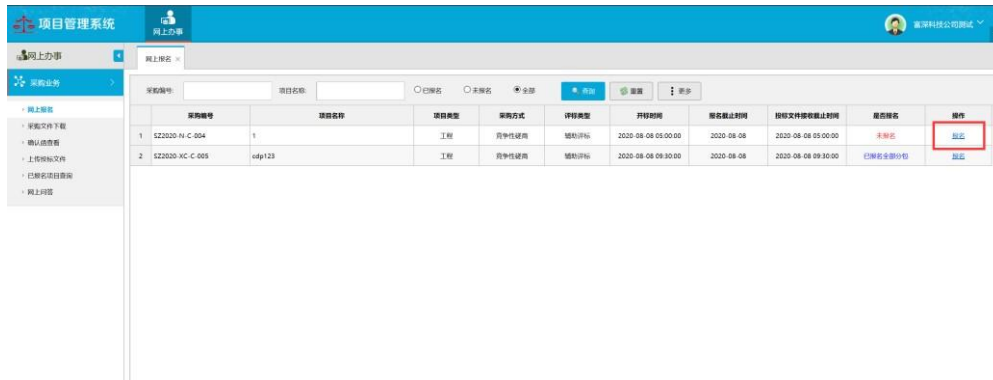 项目管理系统
网上办事
富深科技公司测试
网上办事
网上报名 ×
采购业务
采购编号:
项目名称:
已报名 未报名 全部
查询
重置
更多
网上报名
采购文件下载
确认函查看
上传投标文件
已报名项目查询
网上问答
采购编号 项目名称 项目类型 采购方式 评标类型 开标时间 报名截止时间 投标文件接收截止时间 是否报名 操作
1 SZ2020-N-C-004 1 工程 竞争性磋商 辅助评标 2020-08-08 05:00:00 2020-08-08 2020-08-08 05:00:00 未报名 报名
2 SZ2020-XC-C-005 cdp123 工程 竞争性磋商 辅助评标 2020-08-08 09:30:00 2020-08-08 2020-08-08 09:30:00 已报名全部分包 报名